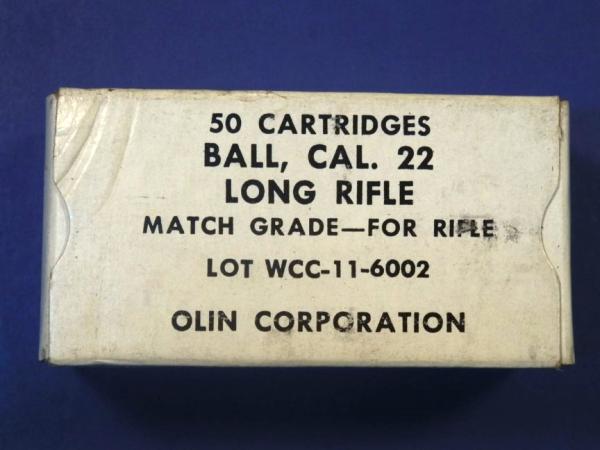 50 CARTRIDGES
BALL, CAL. 22
LONG RIFLE
MATCH GRADE—FOR RIFLE
LOT WCC-11-6002
OLIN CORPORATION